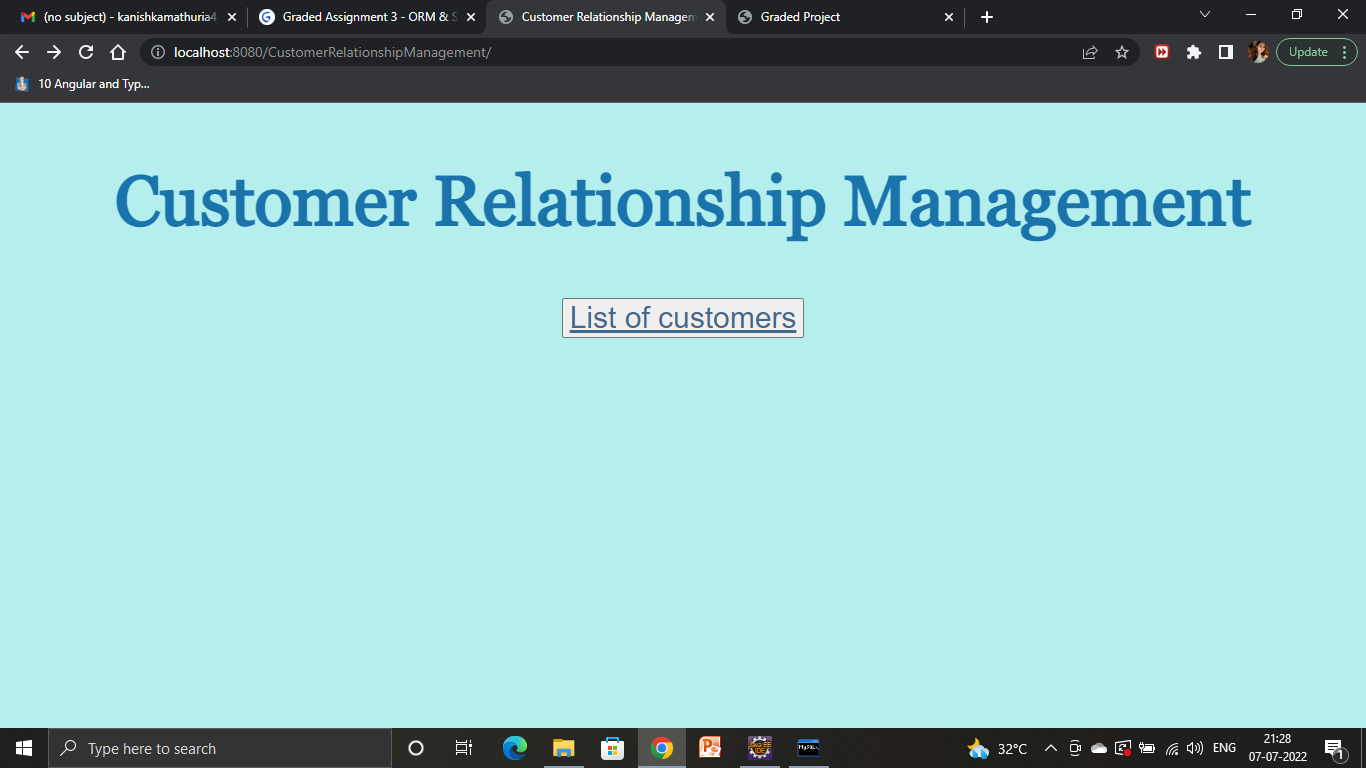 (no subject) - kanishkamathuria4
Graded Assignment 3 - ORM & S
Customer Relationship Managem
Graded Project
localhost:8080/CustomerRelationshipManagement/
Update
10 Angular and Typ...
Customer Relationship Management
List of customers
Type here to search
32°C
ENG
21:28
07-07-2022
1